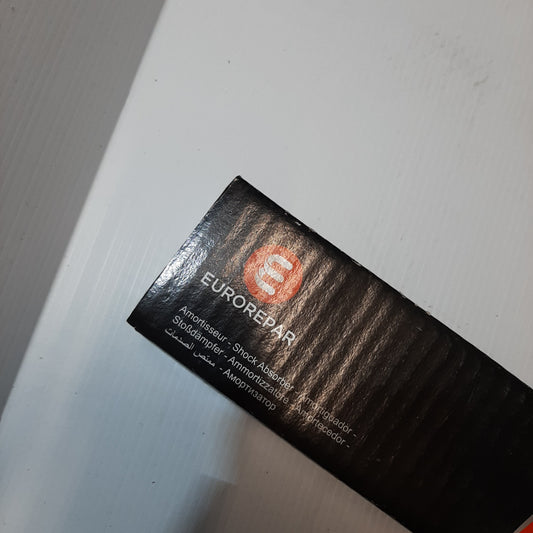 EUROREPAR
Amortisseur - Shock Absorber - Amortiguador -
Stoßdämpfer - Ammortizzatore - Amortecedor -
ممتص الصدمات - Амортизатор